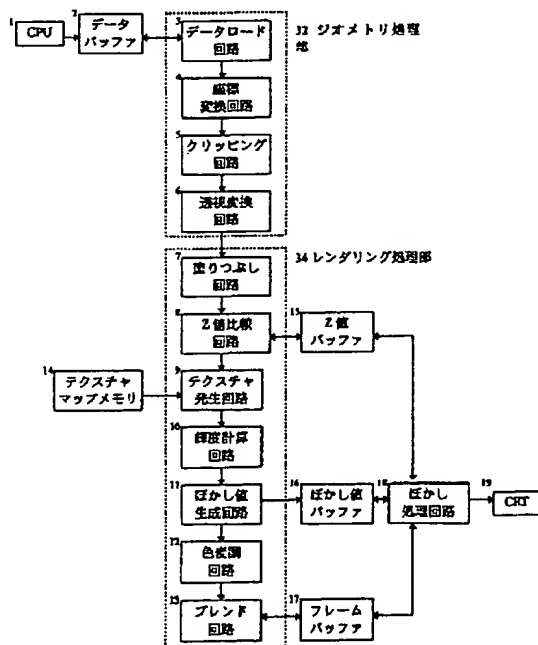 1
CPU
2
データ
バッファ
3
データロード
回路
32 ジオメトリ処理
部
4
座標
変換回路
5
クリッピング
回路
6
透視変換
回路
34 レンダリング処理部
7
塗りつぶし
回路
8
Z値比較
回路
15
Z値
バッファ
14
テクスチャ
マップメモリ
9
テクスチャ
発生回路
10
輝度計算
回路
11
ぼかし値
生成回路
16
ぼかし値
バッファ
18
ぼかし
処理回路
19
CRT
12
色変調
回路
13
ブレンド
回路
17
フレーム
バッファ